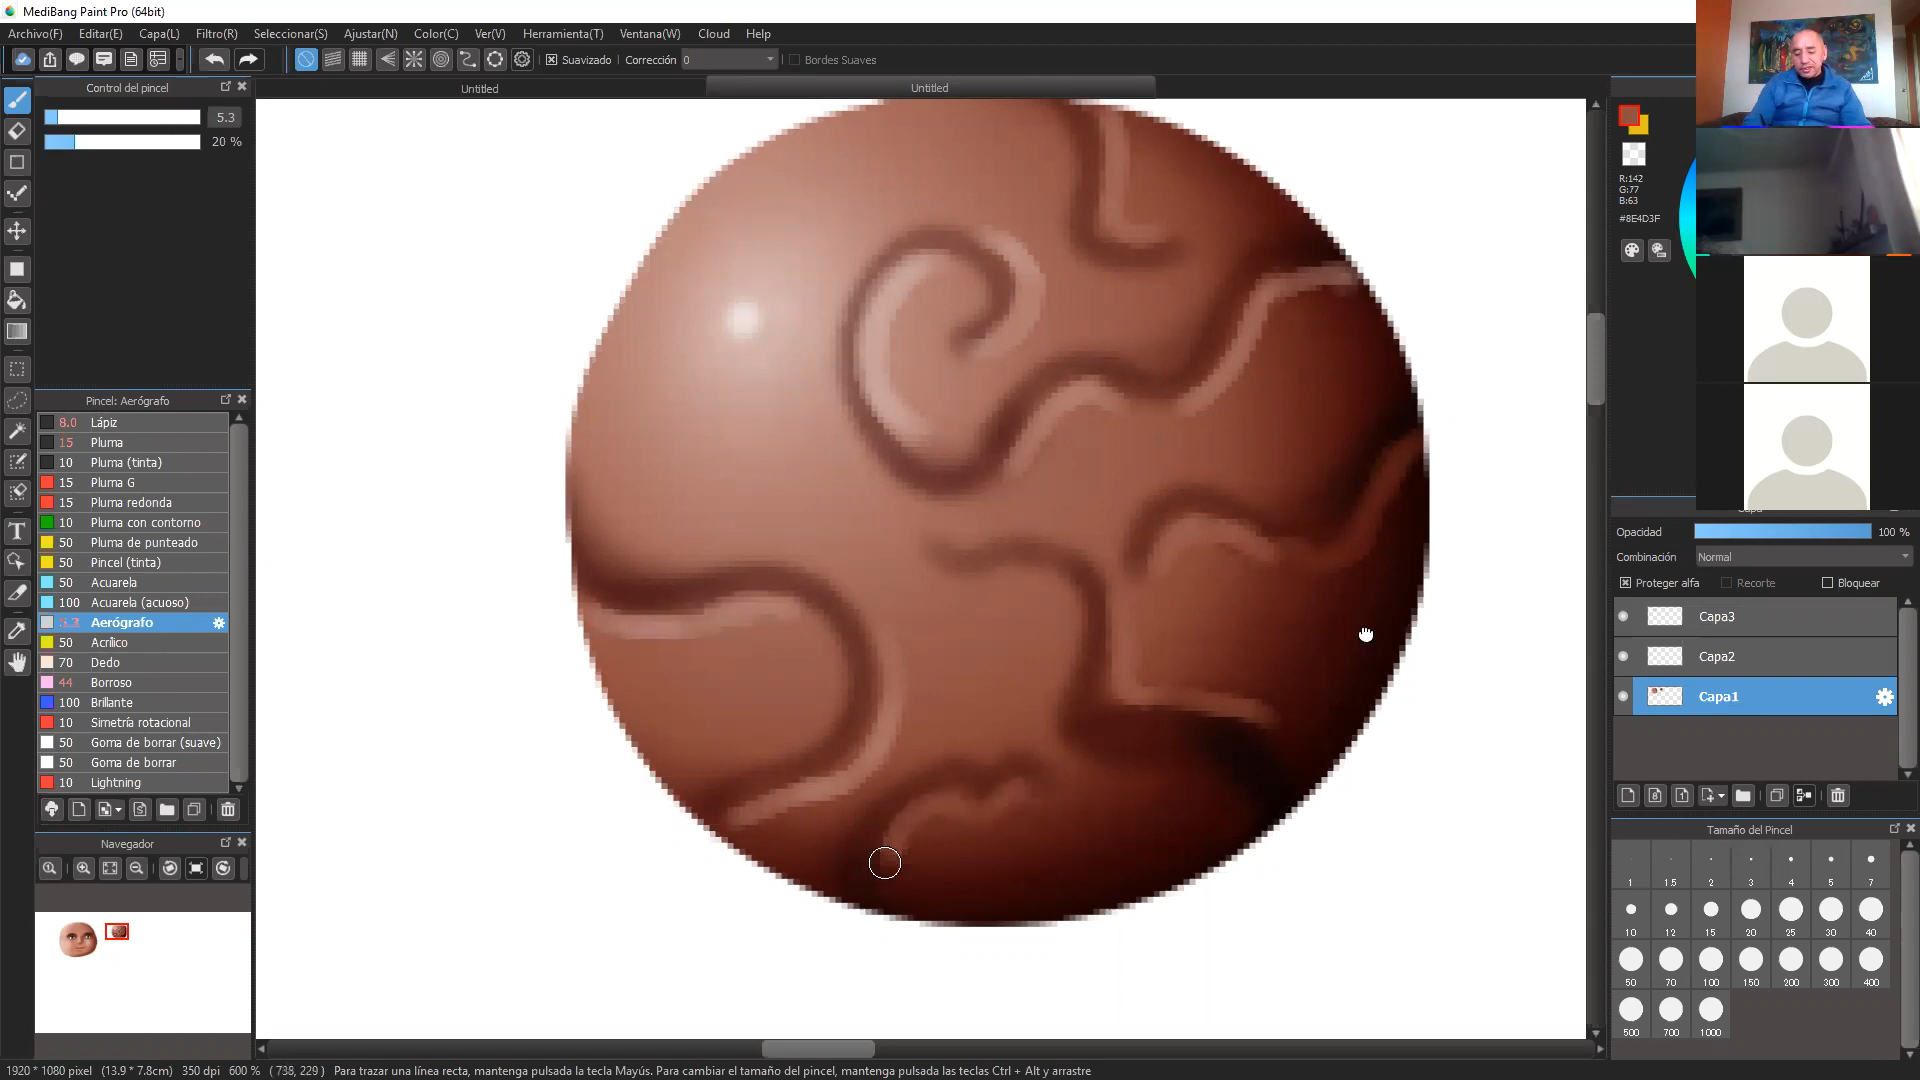 MediBang Paint Pro (64bit)
Archivo(F) Editar(E) Capa(L) Filtro(R) Seleccionar(S) Ajustar(N) Color(C) Ver(V) Herramienta(T) Ventana(W) Cloud Help
Suavizado Corrección 0 Bordes Suaves
Control del pincel
Untitled
Untitled
5.3
20 %
R:142
G:77
B:63
#8E4D3F
Pincel: Aerógrafo
8.0 Lápiz
15 Pluma
10 Pluma (tinta)
15 Pluma G
15 Pluma redonda
10 Pluma con contorno
50 Pluma de punteado
50 Pincel (tinta)
50 Acuarela
100 Acuarela (acuoso)
5.3 Aerógrafo
50 Acrílico
70 Dedo
44 Borroso
100 Brillante
10 Simetría rotacional
50 Goma de borrar (suave)
50 Goma de borrar
10 Lightning
Opacidad 100 %
Combinación Normal
Proteger alfa Recorte Bloquear
Capa3
Capa2
Capa1
Navegador
Tamaño del Pincel
1 1.5 2 3 4 5 7
10 12 15 20 25 30 40
50 70 100 150 200 300 400
500 700 1000
1920 * 1080 pixel (13.9 * 7.8cm) 350 dpi 600 % ( 738, 229 ) Para trazar una línea recta, mantenga pulsada la tecla Mayús. Para cambiar el tamaño del pincel, mantenga pulsada las teclas Ctrl + Alt y arrastre